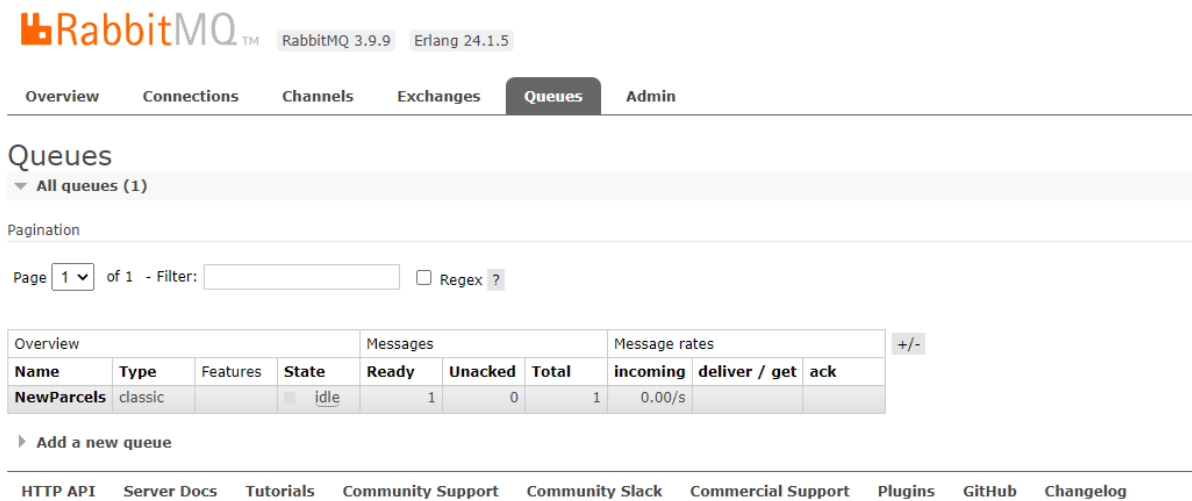 RabbitMQ TM RabbitMQ 3.9.9 Erlang 24.1.5
Overview Connections Channels Exchanges Queues Admin
Queues
All queues (1)
Pagination
Page 1 of 1 - Filter: Regex ?
Overview Messages Message rates +/-
Name Type Features State Ready Unacked Total incoming deliver / get ack
NewParcels classic idle 1 0 1 0.00/s
Add a new queue
HTTP API Server Docs Tutorials Community Support Community Slack Commercial Support Plugins GitHub Changelog